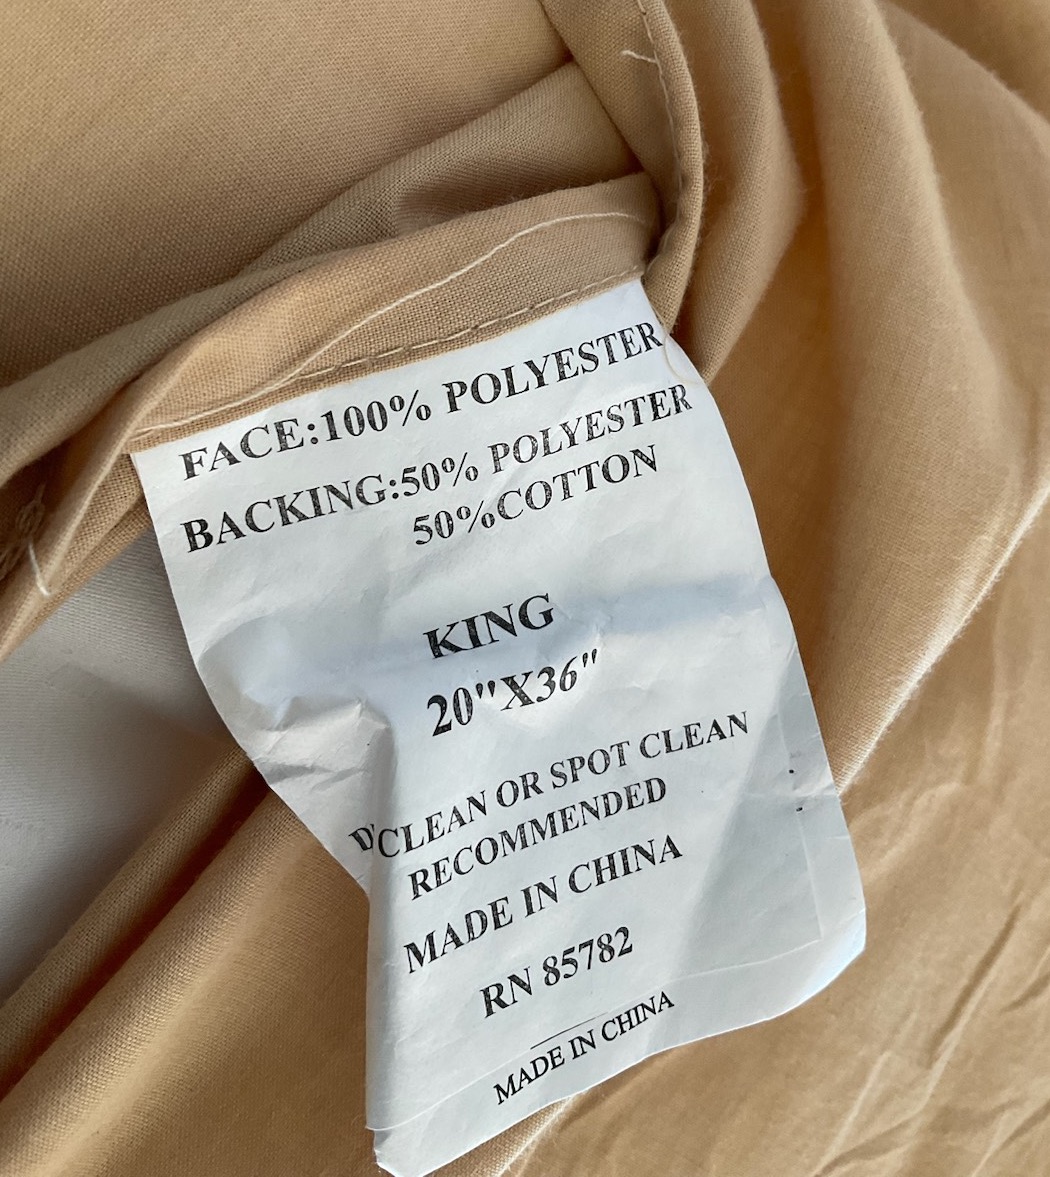 FACE:100% POLYESTER
BACKING:50% POLYESTER
50%COTTON
KING
20"X36"
CLEAN OR SPOT CLEAN
RECOMMENDED
MADE IN CHINA
RN 85782
MADE IN CHINA